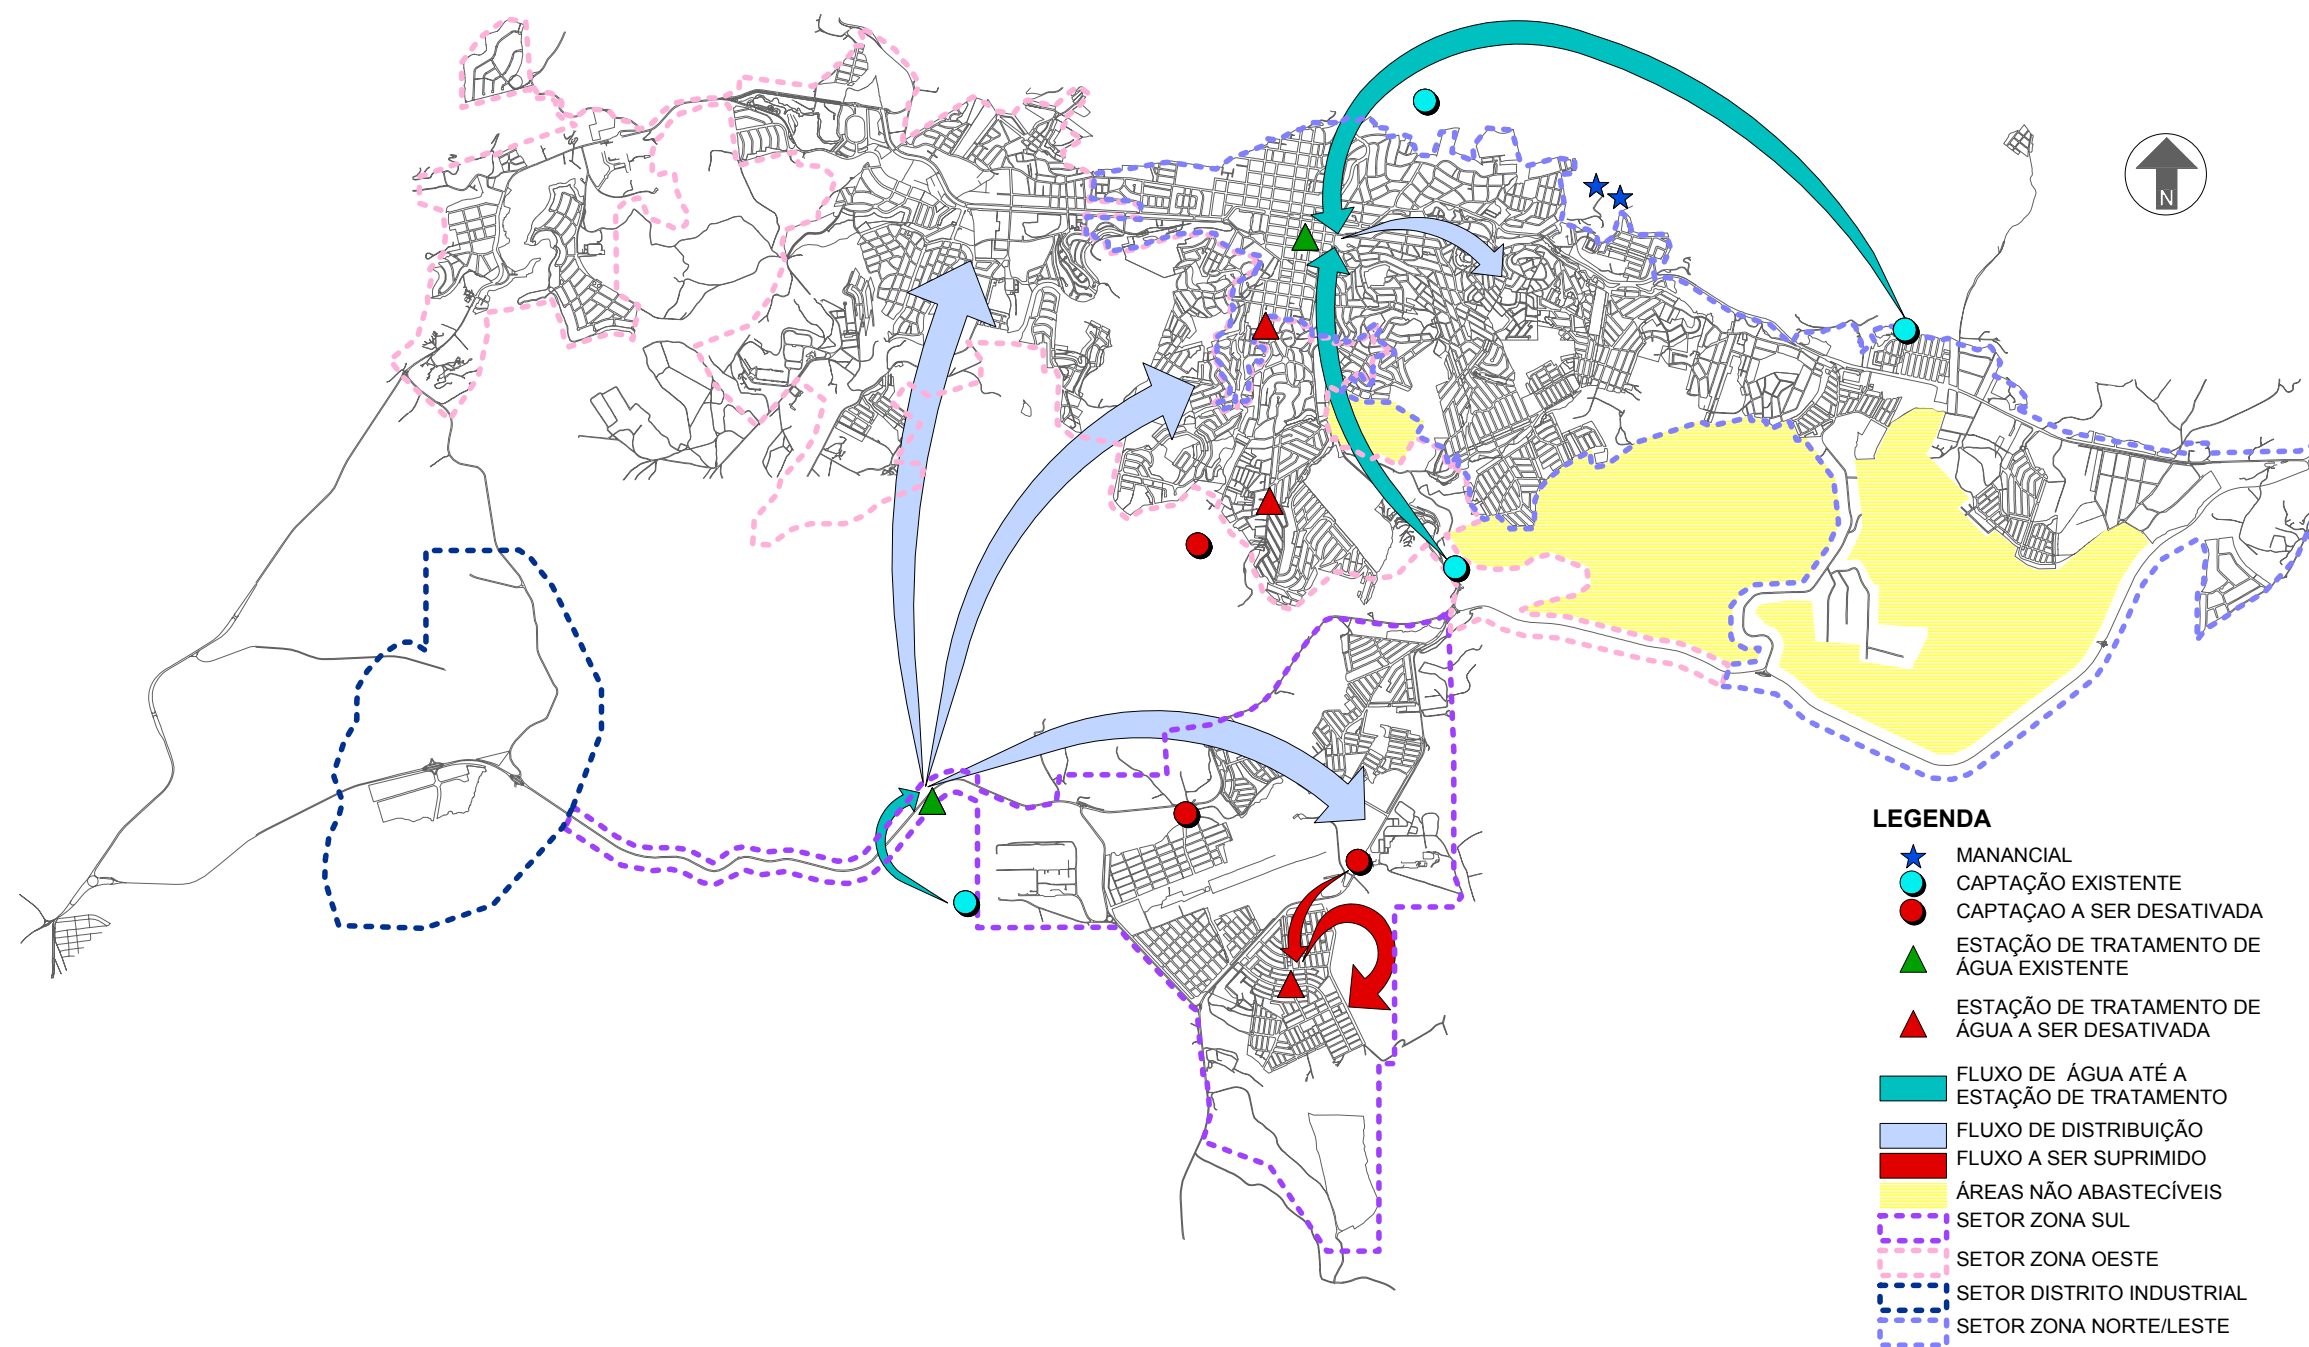 N
LEGENDA
MANANCIAL
CAPTAÇÃO EXISTENTE
CAPTAÇAO A SER DESATIVADA
ESTAÇÃO DE TRATAMENTO DE
ÁGUA EXISTENTE
ESTAÇÃO DE TRATAMENTO DE
ÁGUA A SER DESATIVADA
FLUXO DE ÁGUA ATÉ A
ESTAÇÃO DE TRATAMENTO
FLUXO DE DISTRIBUIÇÃO
FLUXO A SER SUPRIMIDO
ÁREAS NÃO ABASTECÍVEIS
SETOR ZONA SUL
SETOR ZONA OESTE
SETOR DISTRITO INDUSTRIAL
SETOR ZONA NORTE/LESTE